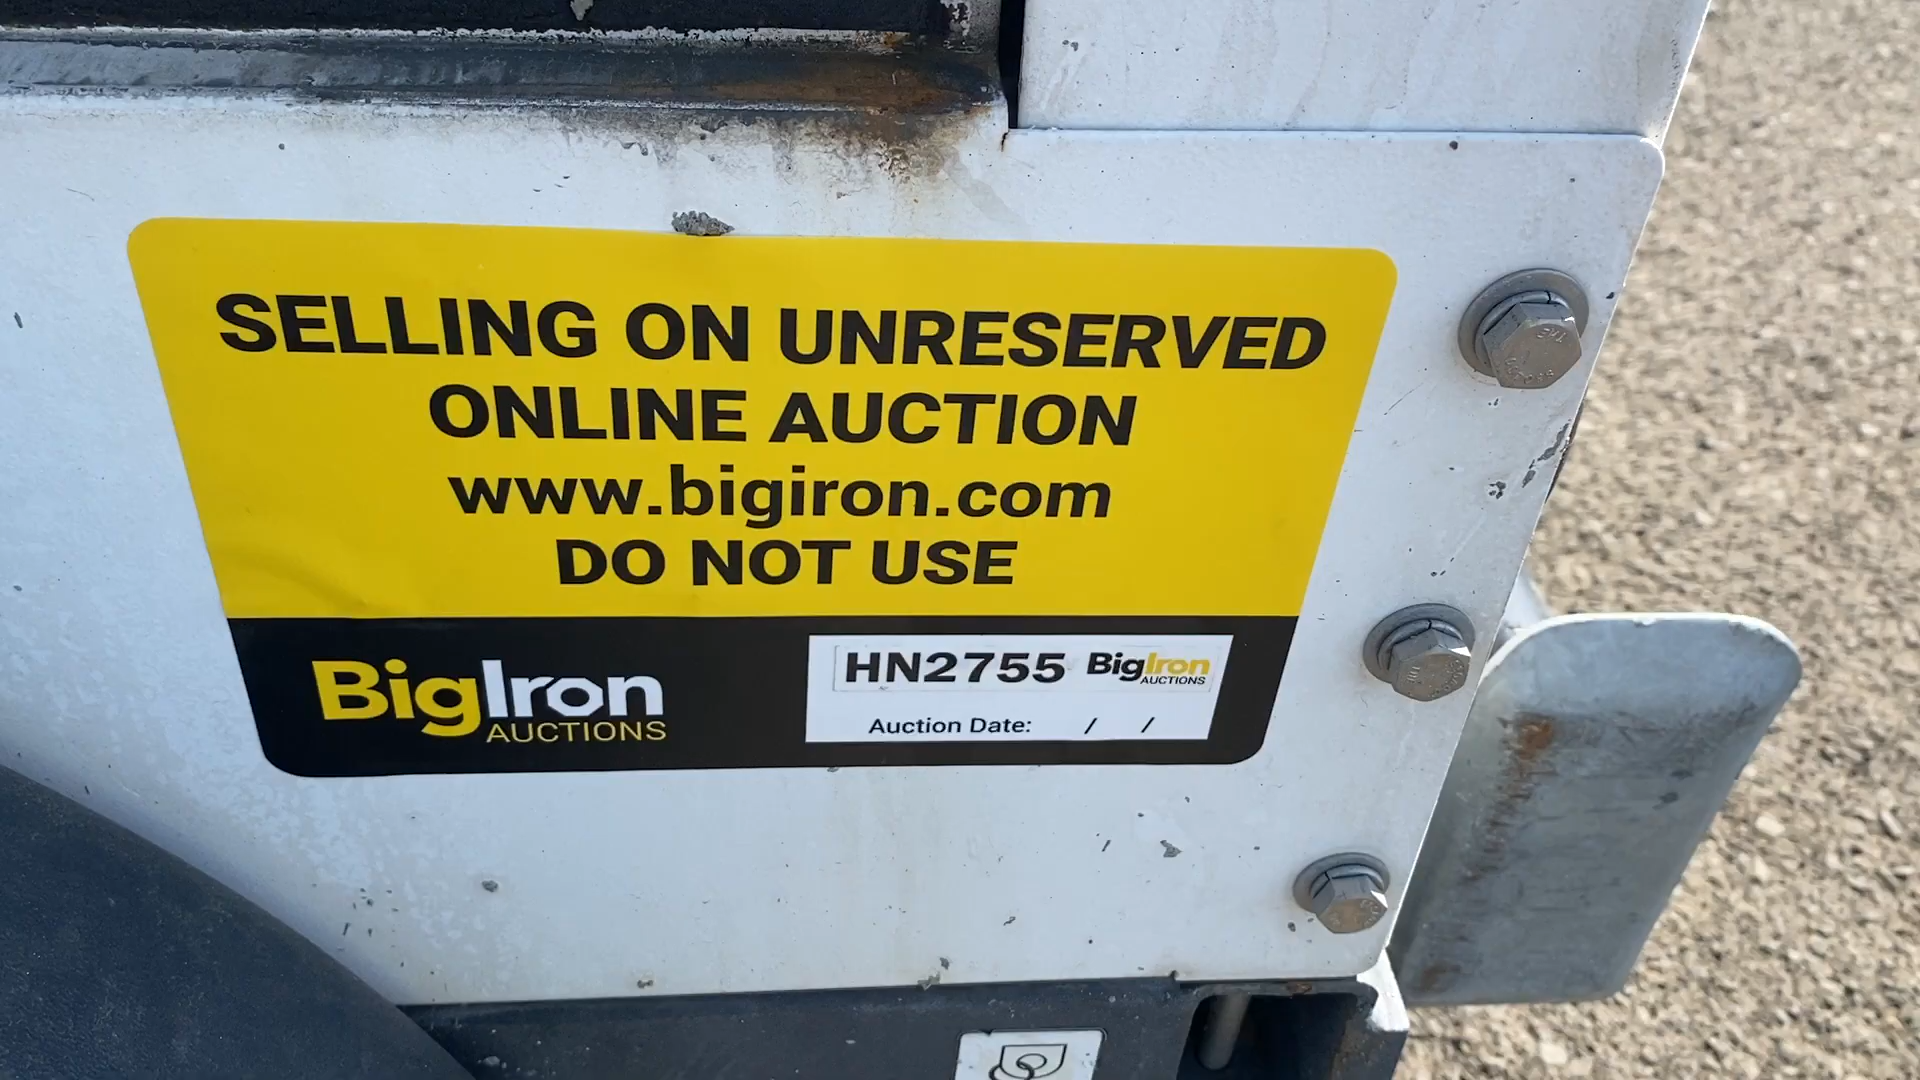 SELLING ON UNRESERVED
ONLINE AUCTION
www.bigiron.com
DO NOT USE
BigIron
AUCTIONS
HN2755 BigIron
AUCTIONS
Auction Date: / /